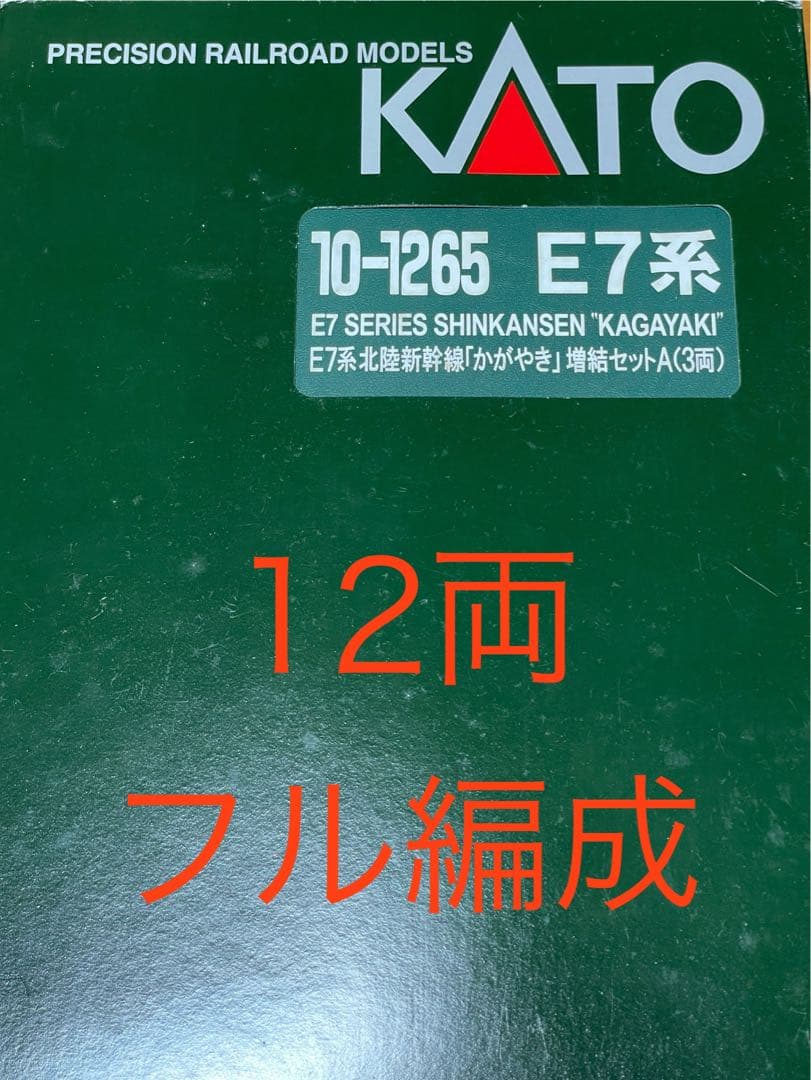 PRECISION RAILROAD MODELS
KATO
10-1265 E7系
E7 SERIES SHINKANSEN "KAGAYAKI"
E7系北陸新幹線「かがやき」増結セットA(3両)
12両
フル編成